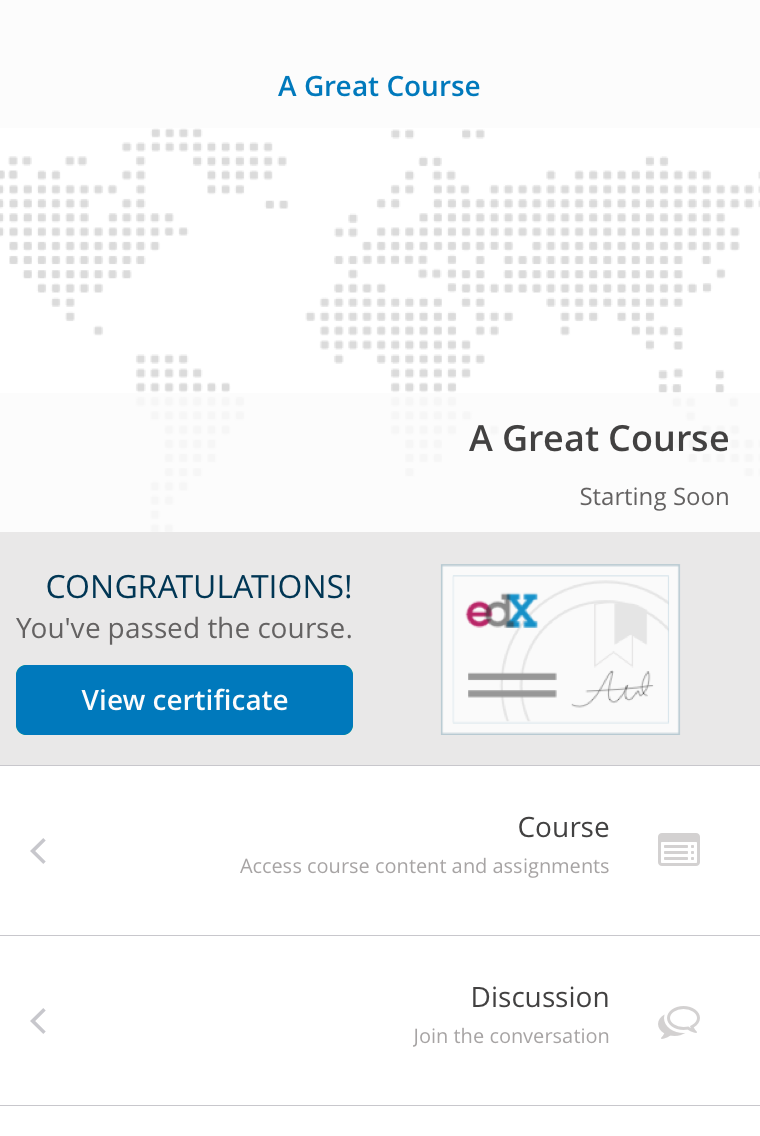 A Great Course
A Great Course
Starting Soon
CONGRATULATIONS!
You've passed the course.
View certificate
edX
Course
Access course content and assignments
Discussion
Join the conversation